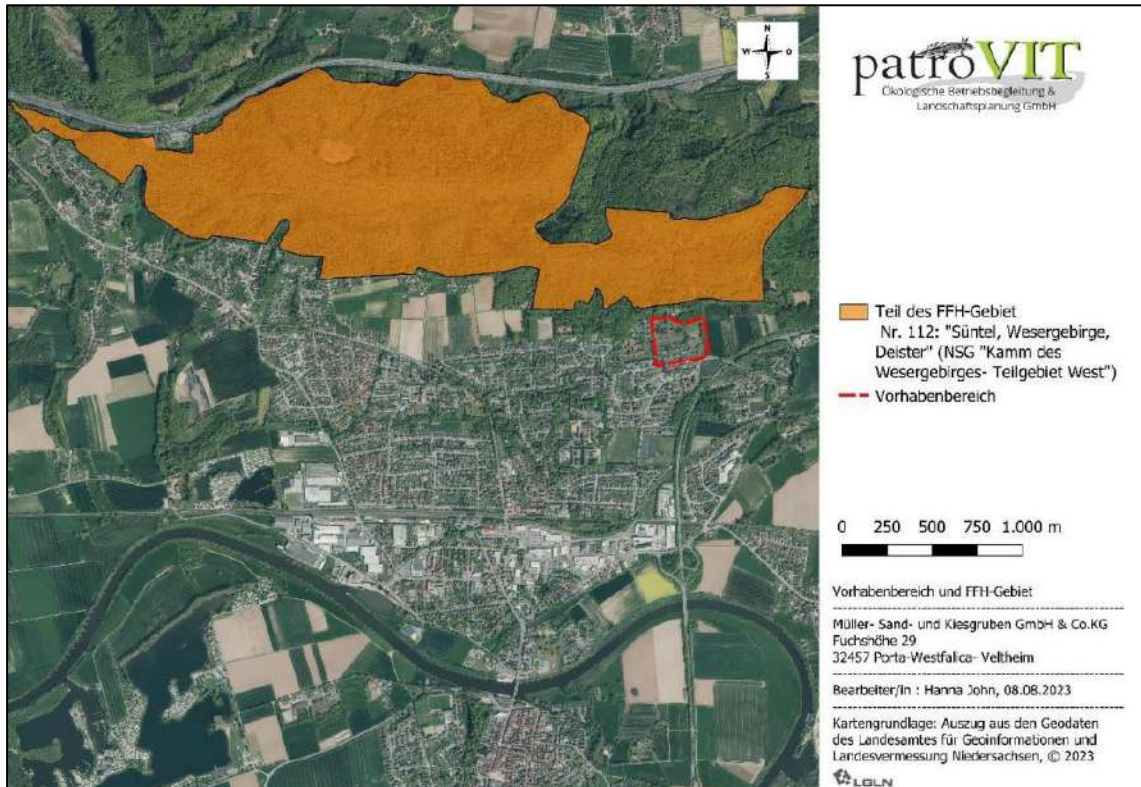 N
W O
S
patroVIT
Ökologische Betriebsbegleitung &
Landschaftsplanung GmbH
Teil des FFH-Gebiet
Nr. 112: "Süntel, Wesergebirge,
Deister" (NSG "Kamm des
Wesergebirges- Teilgebiet West")
Vorhabenbereich
0 250 500 750 1.000 m
Vorhabenbereich und FFH-Gebiet
Müller- Sand- und Kiesgruben GmbH & Co.KG
Fuchshöhe 29
32457 Porta-Westfalica- Veltheim
Bearbeiter/in : Hanna John, 08.08.2023
Kartengrundlage: Auszug aus den Geodaten
des Landesamtes für Geoinformationen und
Landesvermessung Niedersachsen, © 2023
LGLN